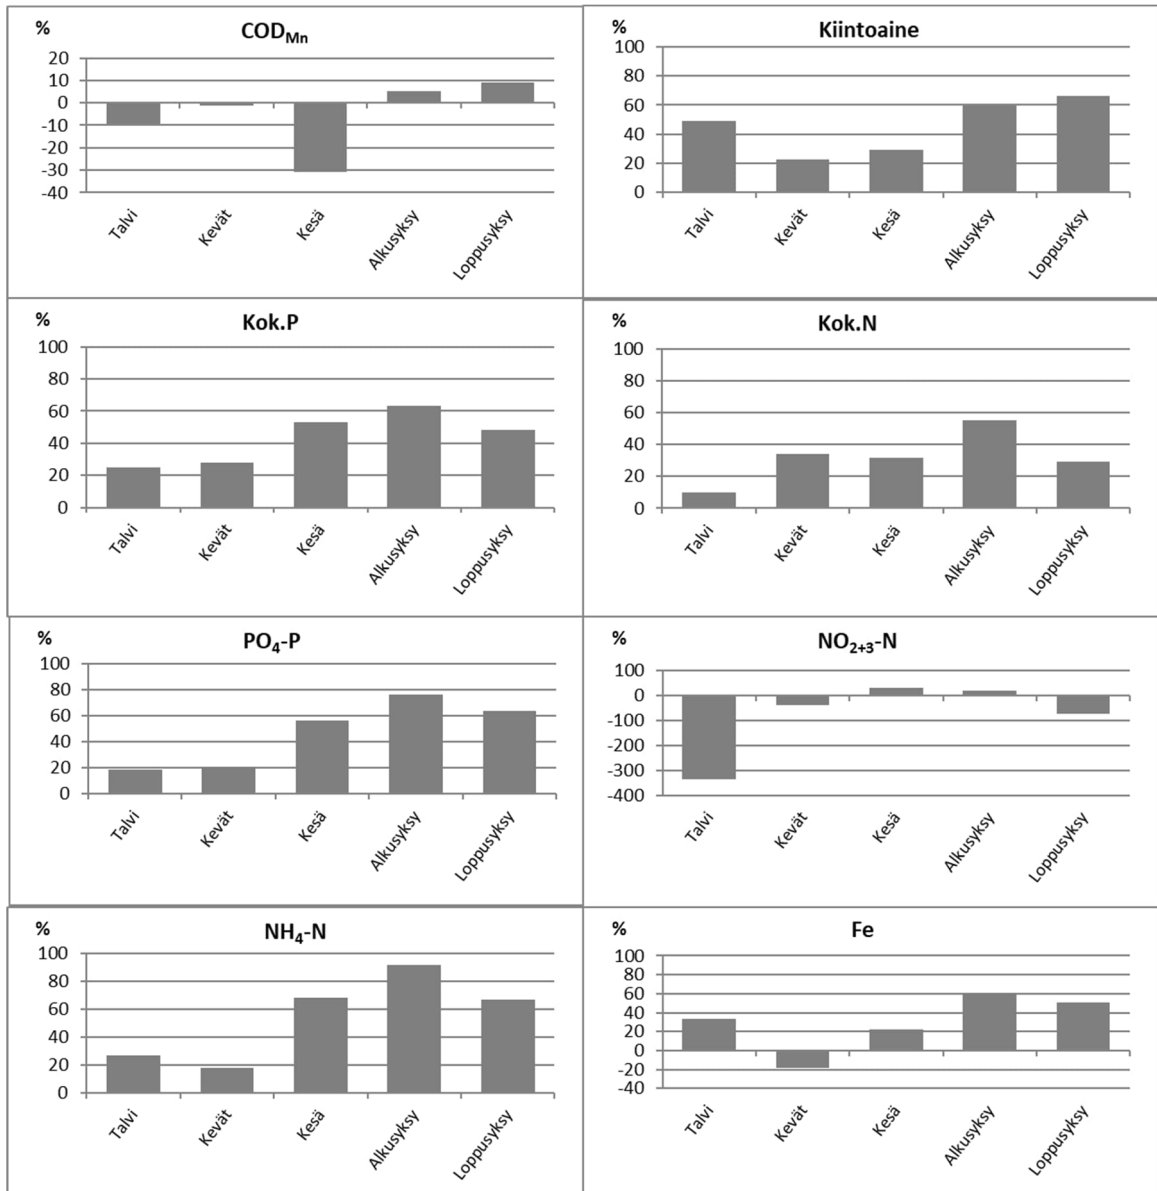 %
COD_Mn
20
10
0
-10
-20
-30
-40
Talvi
Kevät
Kesä
Alkusyksy
Loppusyksy
%
Kiintoaine
100
80
60
40
20
0
Talvi
Kevät
Kesä
Alkusyksy
Loppusyksy
%
Kok.P
100
80
60
40
20
0
Talvi
Kevät
Kesä
Alkusyksy
Loppusyksy
%
Kok.N
100
80
60
40
20
0
Talvi
Kevät
Kesä
Alkusyksy
Loppusyksy
%
PO₄-P
100
80
60
40
20
0
Talvi
Kevät
Kesä
Alkusyksy
Loppusyksy
%
NO₂₊₃-N
100
0
-100
-200
-300
-400
Talvi
Kevät
Kesä
Alkusyksy
Loppusyksy
%
NH₄-N
100
80
60
40
20
0
Talvi
Kevät
Kesä
Alkusyksy
Loppusyksy
%
Fe
100
80
60
40
20
0
-20
-40
Talvi
Kevät
Kesä
Alkusyksy
Loppusyksy